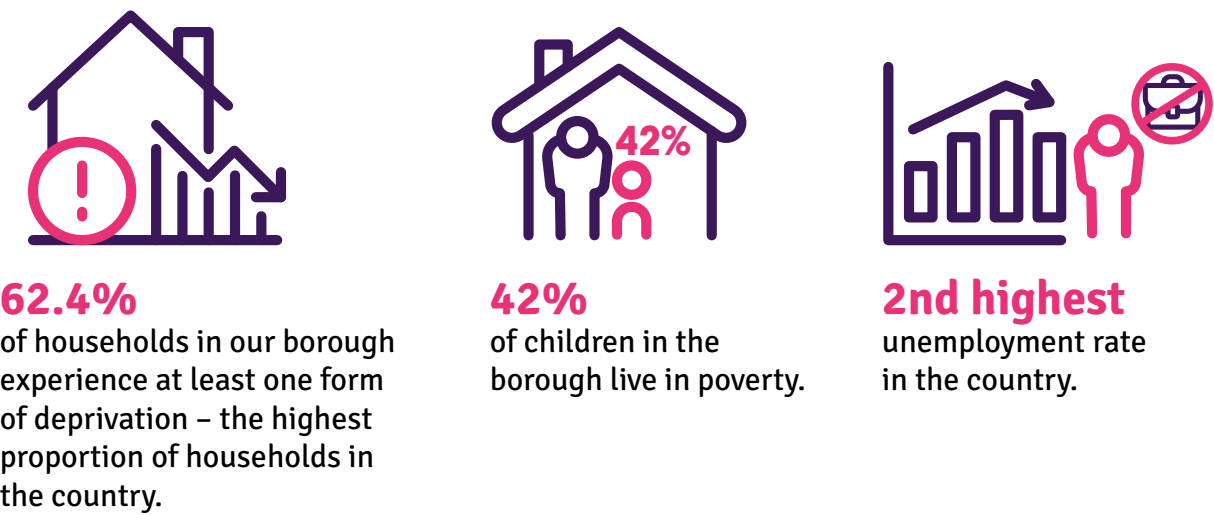 42%
62.4%
of households in our borough
experience at least one form
of deprivation – the highest
proportion of households in
the country.
42%
of children in the
borough live in poverty.
2nd highest
unemployment rate
in the country.